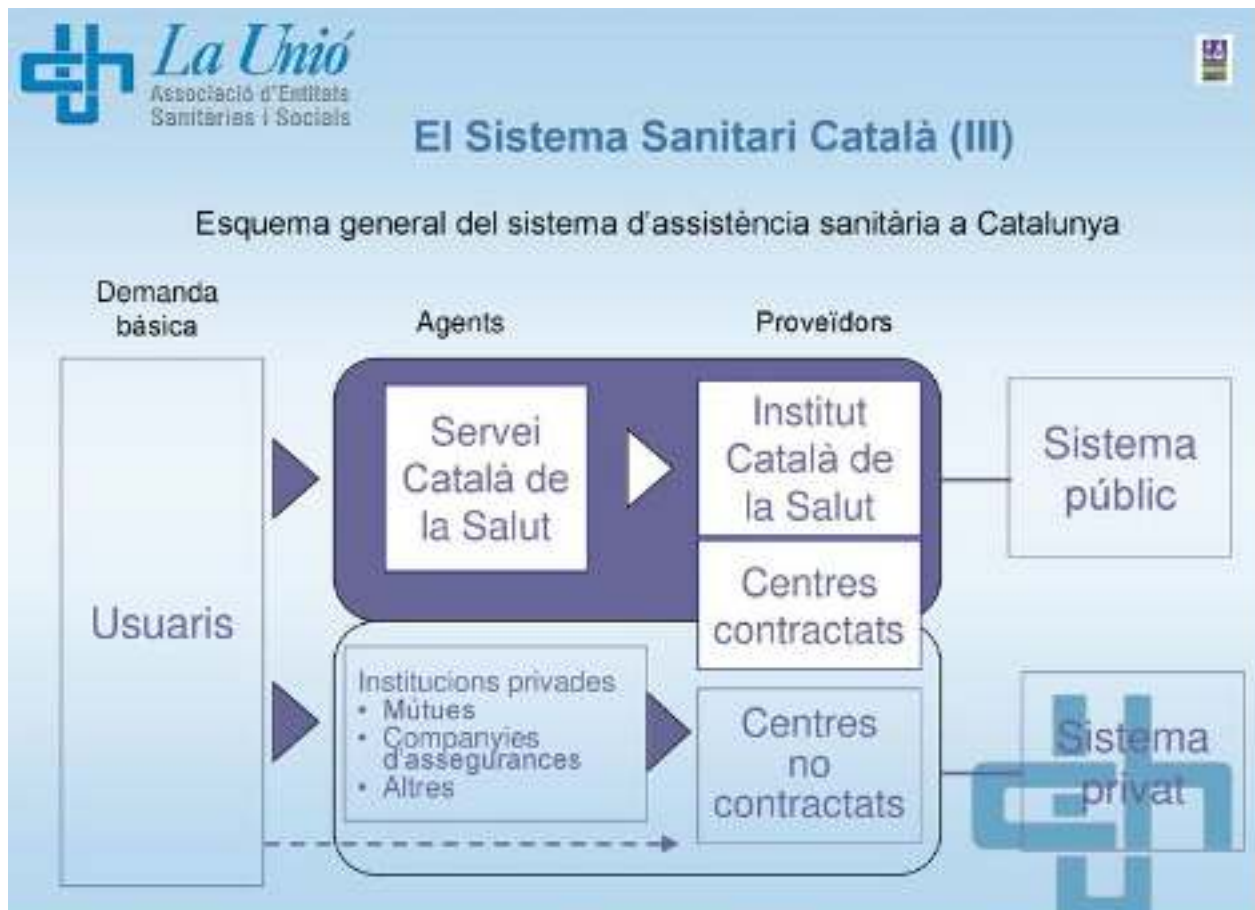 La Unió
Associació d'Entitats
Sanitàries i Socials
El Sistema Sanitari Català (III)
Esquema general del sistema d'assistència sanitària a Catalunya
Demanda
bàsica
Agents
Proveïdors
Usuaris
Servei
Català de
la Salut
Institut
Català de
la Salut
Centres
contractats
Sistema
públic
Institucions privades
• Mútues
• Companyies
d'assegurances
• Altres
Centres
no
contractats
Sistema
privat